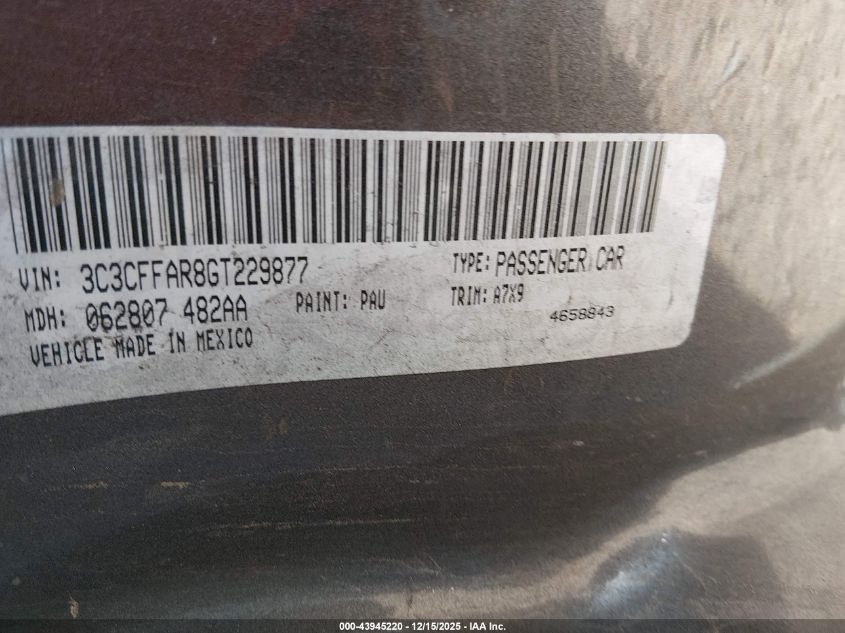 VIN: 3C3CFFAR8GT229877 TYPE: PASSENGER CAR
MDH: 062807 482AA PAINT: PAU TRIM: A7X9
VEHICLE MADE IN MEXICO 4658843
000-43945220 - 12/15/2025 - IAA Inc.